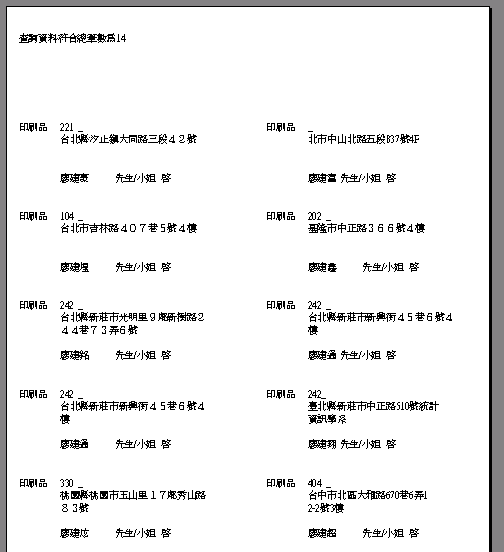 查詢資料符合總筆數為14
印刷品 221 _
台北縣汐止鎮大同路三段４２號
廖建 先生/小姐 啓
印刷品 _
北市中山北路五段837號4F
廖建富 先生/小姐 啓
印刷品 104 _
台北市吉林路４０７巷５號４樓
廖建 先生/小姐 啓
印刷品 202 _
基隆市中正路３６６號４樓
廖建鑫 先生/小姐 啓
印刷品 242 _
台北縣新莊市光明里９鄰新樹路２
４４巷７３弄６號
廖建銘 先生/小姐 啓
印刷品 242 _
台北縣新莊市新興街４５巷６號４
樓
廖建 先生/小姐 啓
印刷品 242 _
台北縣新莊市新興街４５巷６號４
樓
廖建 先生/小姐 啓
印刷品 242_
臺北縣新莊市中正路510號統計
資訊學系
廖建翔 先生/小姐 啓
印刷品 330 _
桃園縣桃園市玉山里１７鄰秀山路
８３號
廖建 先生/小姐 啓
印刷品 404 _
台中市北區大雅路670巷6弄1
2-2號3樓
廖建超 先生/小姐 啓